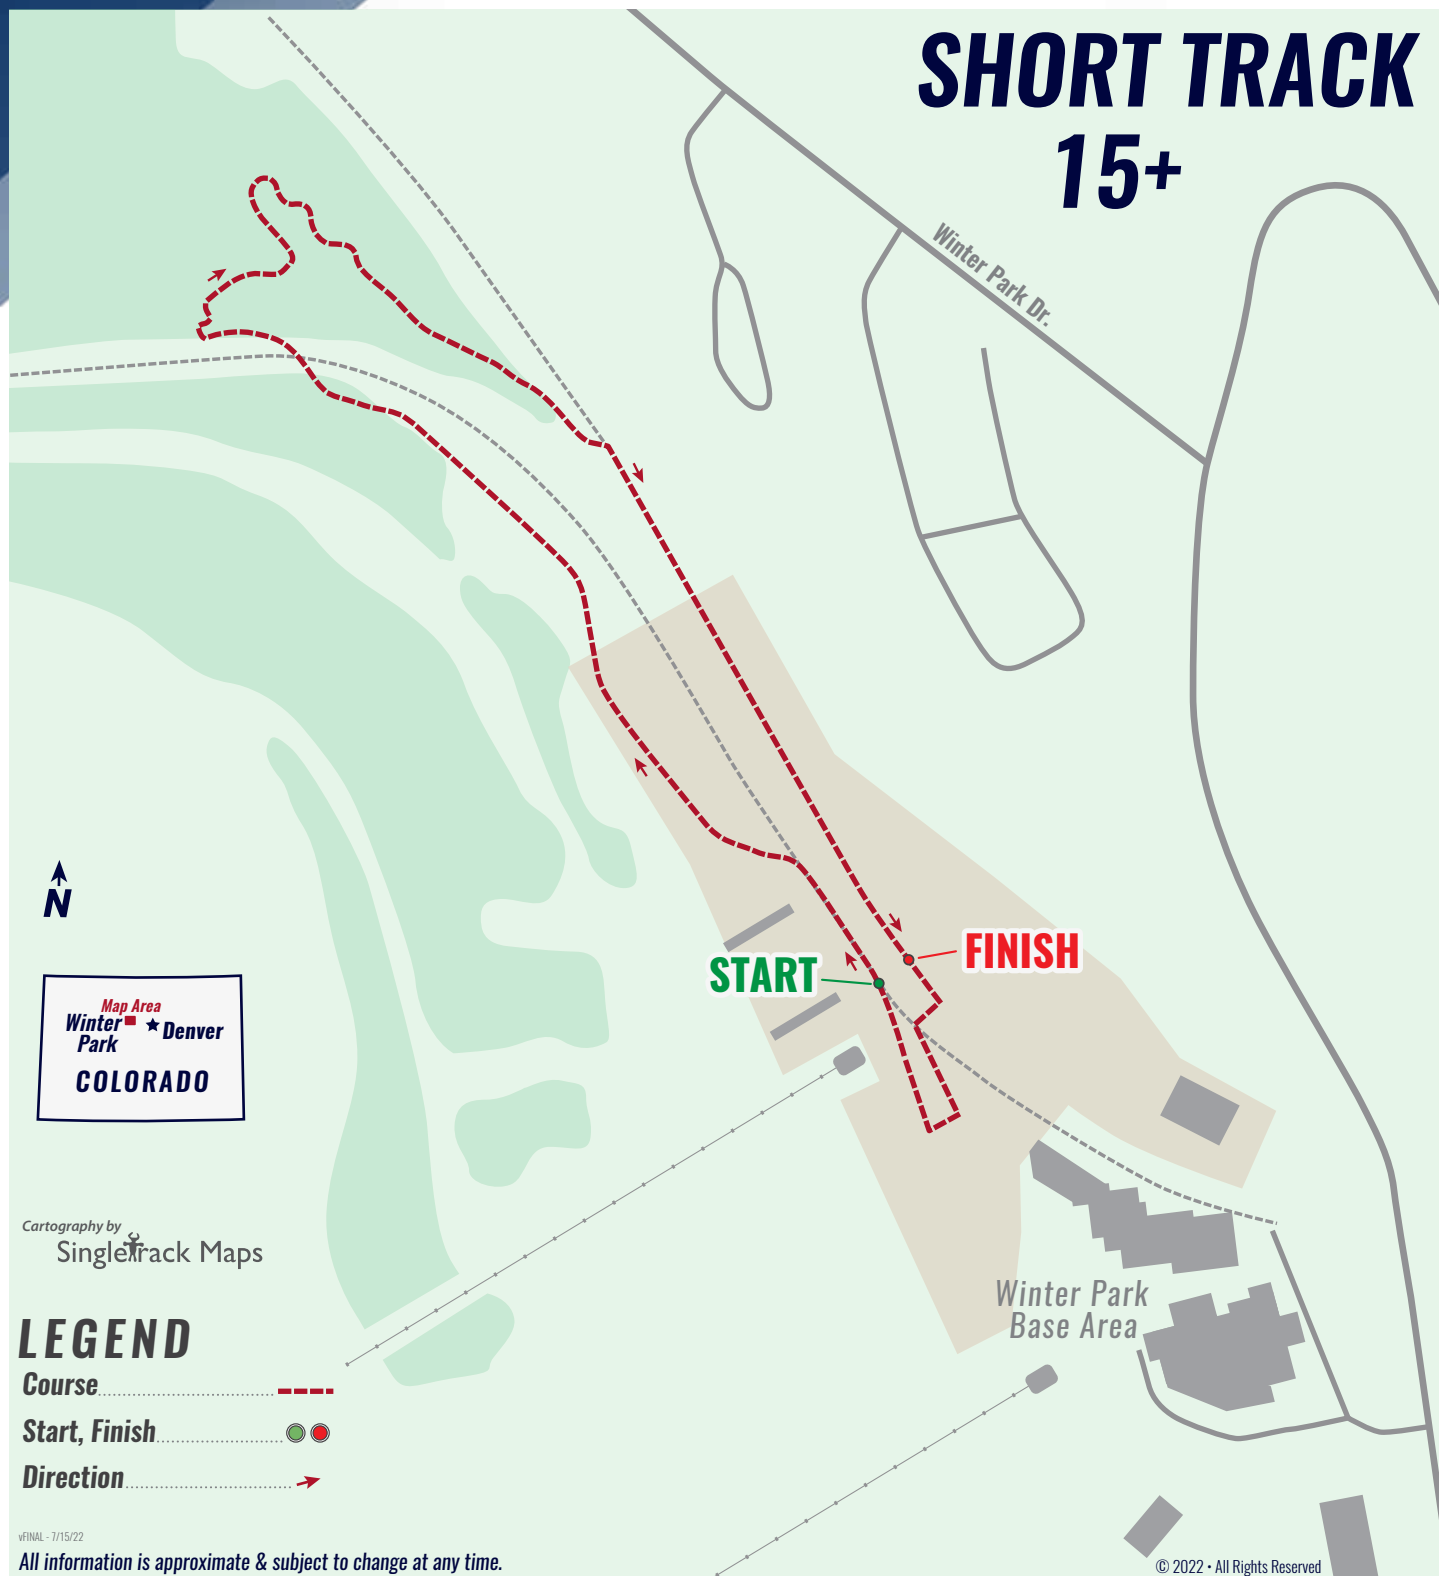 SHORT TRACK
15+
Winter Park Dr.
START
FINISH
N
Map Area
Winter
Park
Denver
COLORADO
Cartography by
SingleTrack Maps
Winter Park
Base Area
LEGEND
Course
Start, Finish
Direction
vFINAL - 7/15/22
All information is approximate & subject to change at any time.
© 2022 • All Rights Reserved